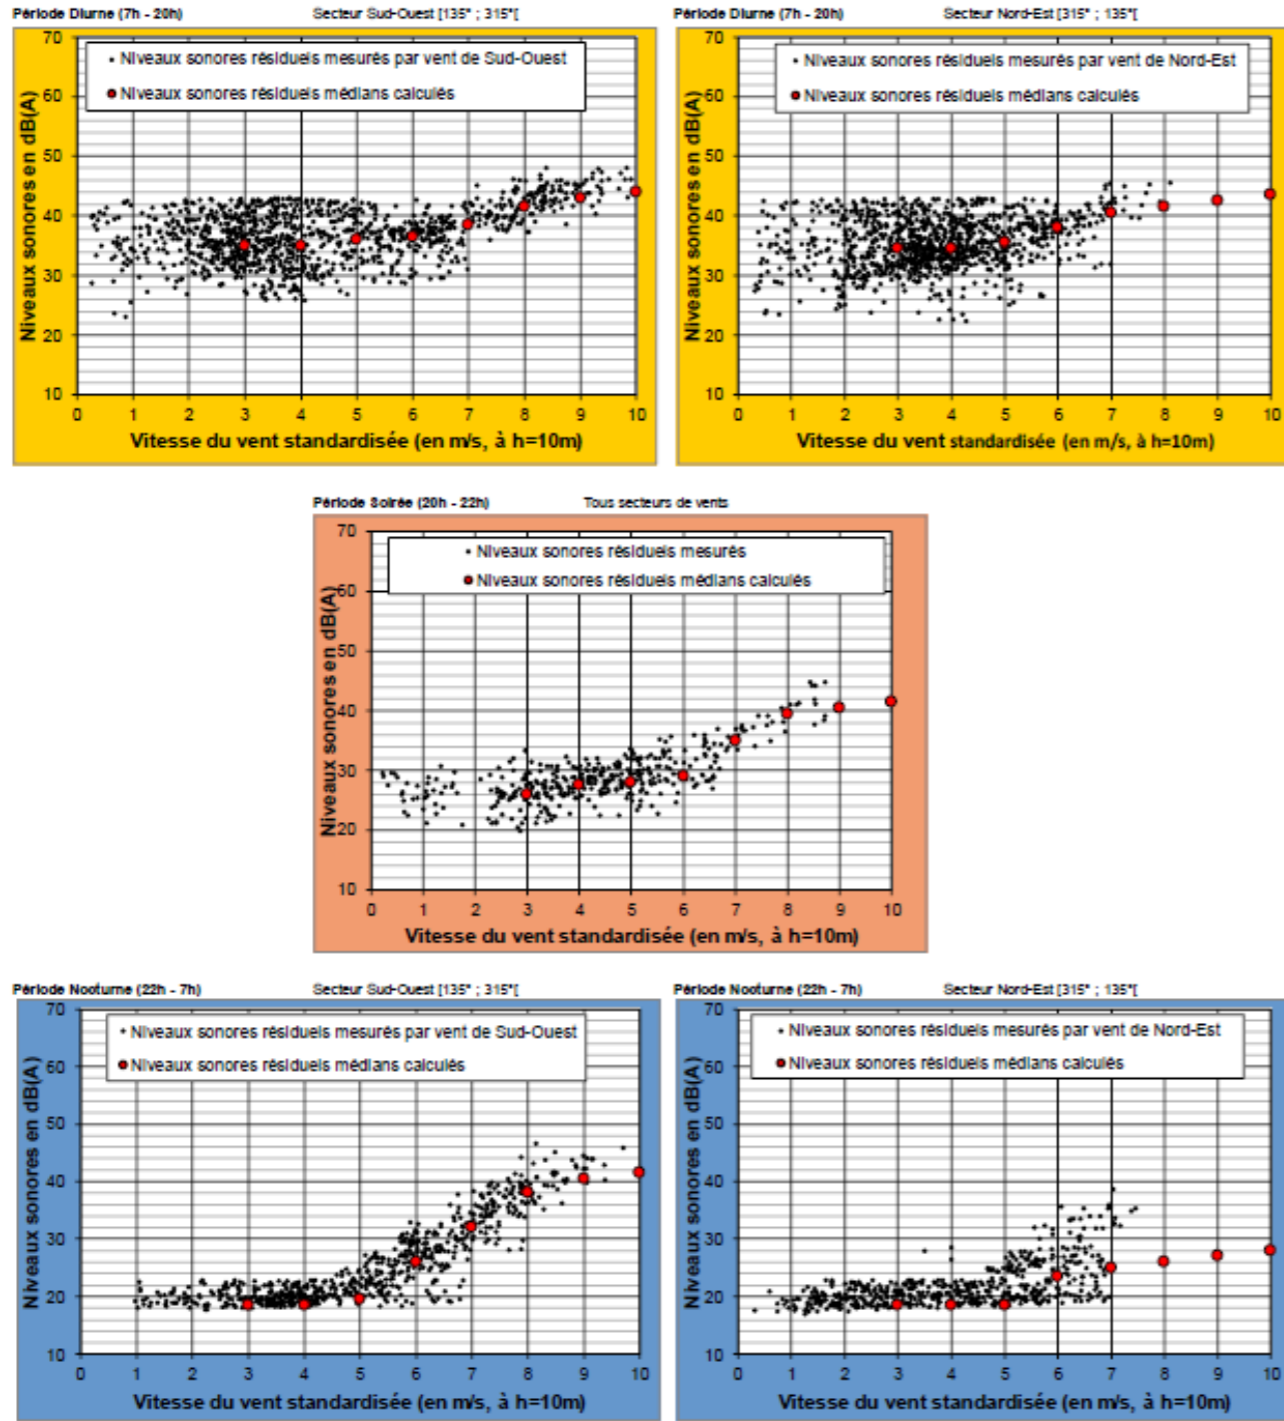 Période Diurne (7h - 20h) Secteur Sud-Ouest [135° ; 315°[
Niveaux sonores en dB(A)
70
60
50
40
30
20
10
• Niveaux sonores résiduels mesurés par vent de Sud-Ouest
Niveaux sonores résiduels médians calculés
0 1 2 3 4 5 6 7 8 9 10
Vitesse du vent standardisée (en m/s, à h=10m)
Période Diurne (7h - 20h) Secteur Nord-Est [315° ; 135°[
Niveaux sonores en dB(A)
70
60
50
40
30
20
10
• Niveaux sonores résiduels mesurés par vent de Nord-Est
Niveaux sonores résiduels médians calculés
0 1 2 3 4 5 6 7 8 9 10
Vitesse du vent standardisée (en m/s, à h=10m)
Période Soirée (20h - 22h) Tous secteurs de vents
Niveaux sonores en dB(A)
70
60
50
40
30
20
10
• Niveaux sonores résiduels mesurés
Niveaux sonores résiduels médians calculés
0 1 2 3 4 5 6 7 8 9 10
Vitesse du vent standardisée (en m/s, à h=10m)
Période Nocturne (22h - 7h) Secteur Sud-Ouest [135° ; 315°[
Niveaux sonores en dB(A)
70
60
50
40
30
20
10
• Niveaux sonores résiduels mesurés par vent de Sud-Ouest
Niveaux sonores résiduels médians calculés
0 1 2 3 4 5 6 7 8 9 10
Vitesse du vent standardisée (en m/s, à h=10m)
Période Nocturne (22h - 7h) Secteur Nord-Est [315° ; 135°[
Niveaux sonores en dB(A)
70
60
50
40
30
20
10
• Niveaux sonores résiduels mesurés par vent de Nord-Est
Niveaux sonores résiduels médians calculés
0 1 2 3 4 5 6 7 8 9 10
Vitesse du vent standardisée (en m/s, à h=10m)